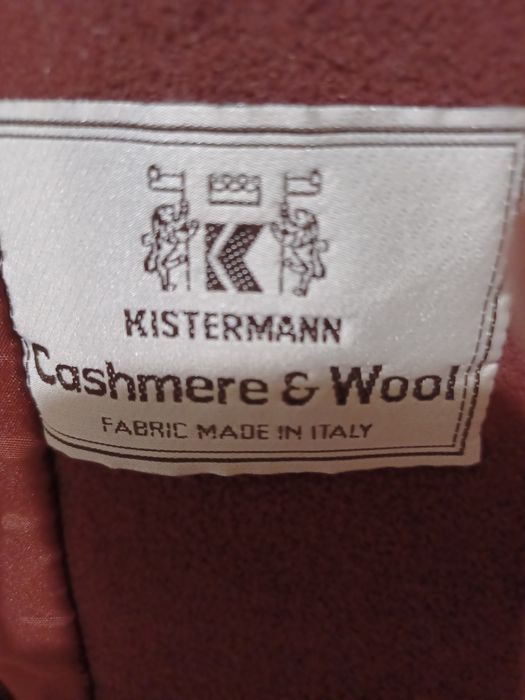 K
KISTERMANN
Cashmere & Wool
FABRIC MADE IN ITALY